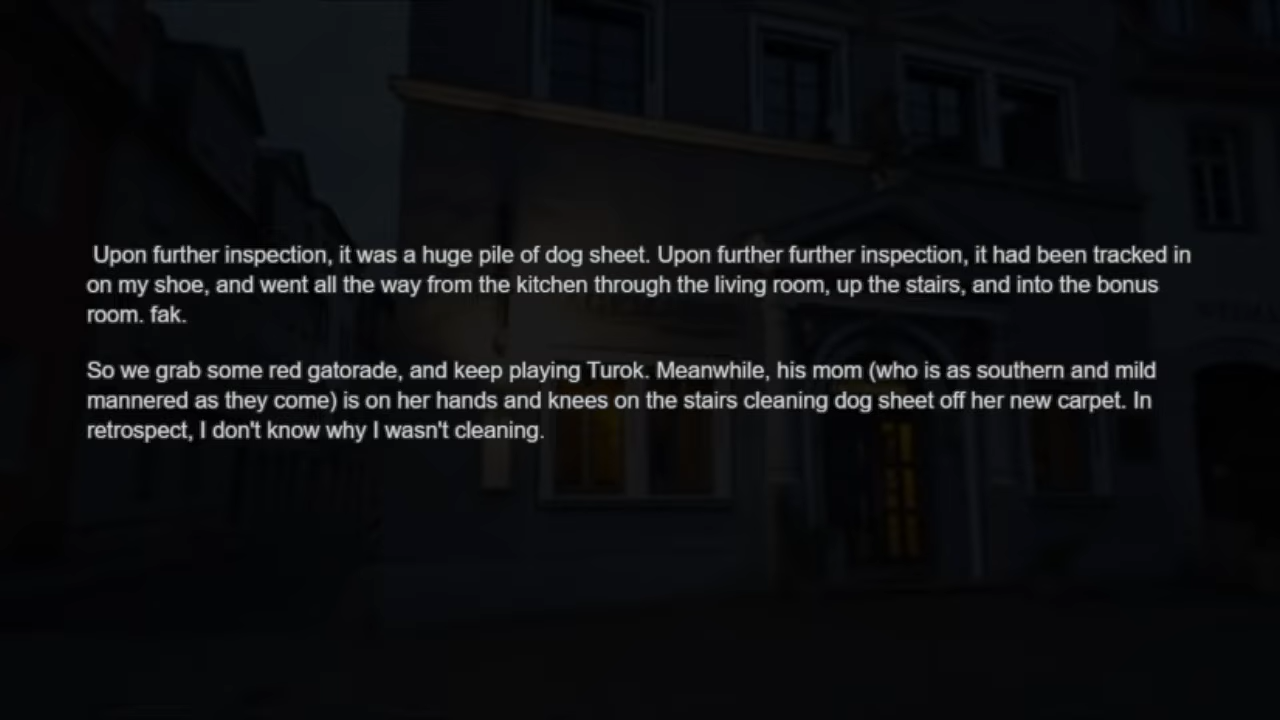 Upon further inspection, it was a huge pile of dog sheet. Upon further further inspection, it had been tracked in
on my shoe, and went all the way from the kitchen through the living room, up the stairs, and into the bonus
room. fak.
So we grab some red gatorade, and keep playing Turok. Meanwhile, his mom (who is as southern and mild
mannered as they come) is on her hands and knees on the stairs cleaning dog sheet off her new carpet. In
retrospect, I don't know why I wasn't cleaning.